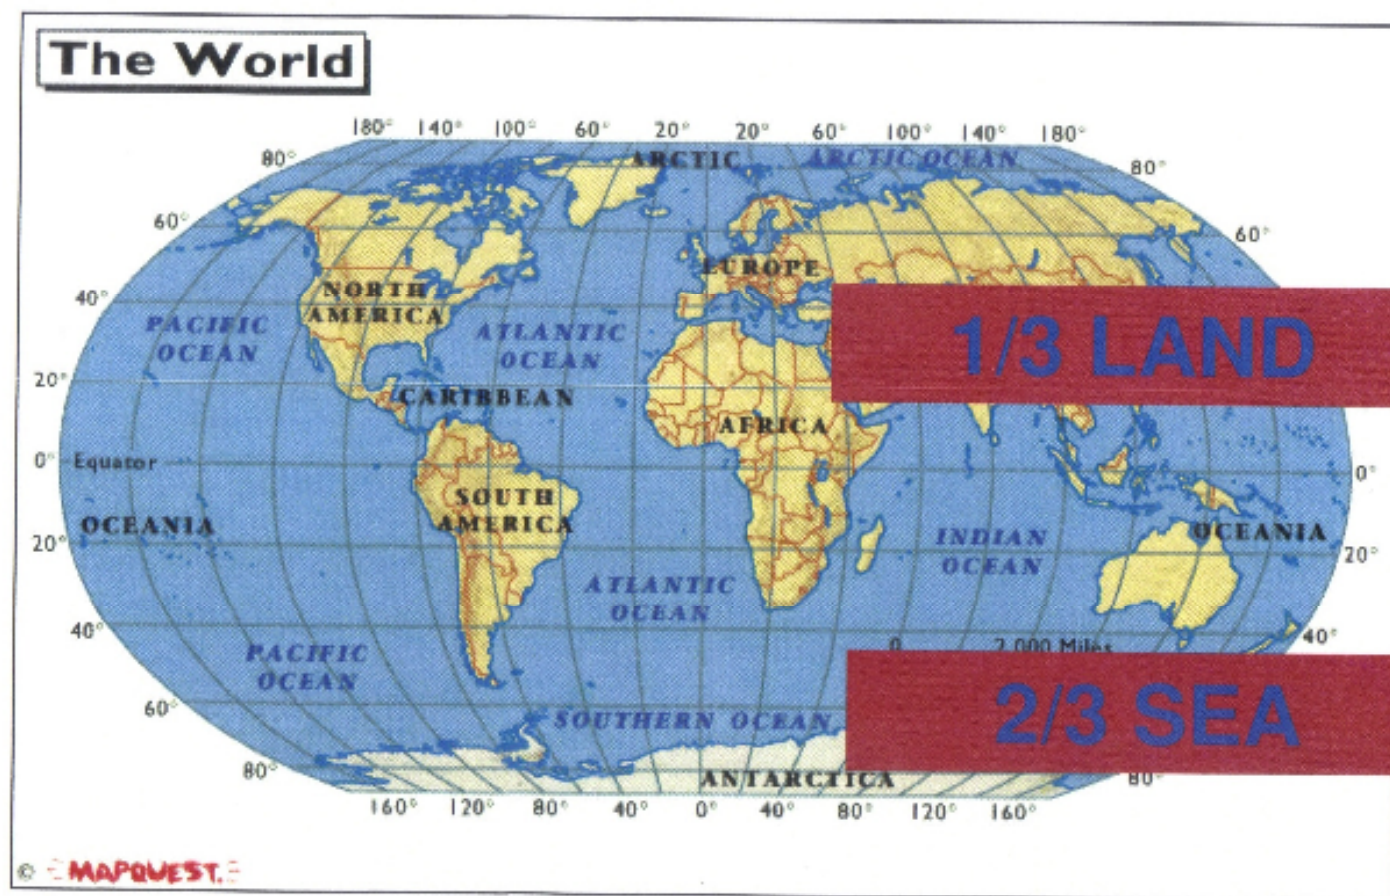 The World
180° 140° 100° 60° 20° 20° 60° 100° 140° 180°
80° ARCTIC ARCTIC OCEAN 80°
60° 60°
EUROPE
NORTH
AMERICA
40°
1/3 LAND
PACIFIC
OCEAN
ATLANTIC
OCEAN
20°
CARIBBEAN
AFRICA
0° Equator 0°
SOUTH
AMERICA
OCEANIA
OCEANIA
INDIAN
OCEAN
20° 20°
ATLANTIC
OCEAN
40° 40°
0 2,000 Miles
PACIFIC
OCEAN
60°
2/3 SEA
SOUTHERN OCEAN
80° ANTARCTICA 80°
160° 120° 80° 40° 0° 40° 80° 120° 160°
© MAPQUEST.